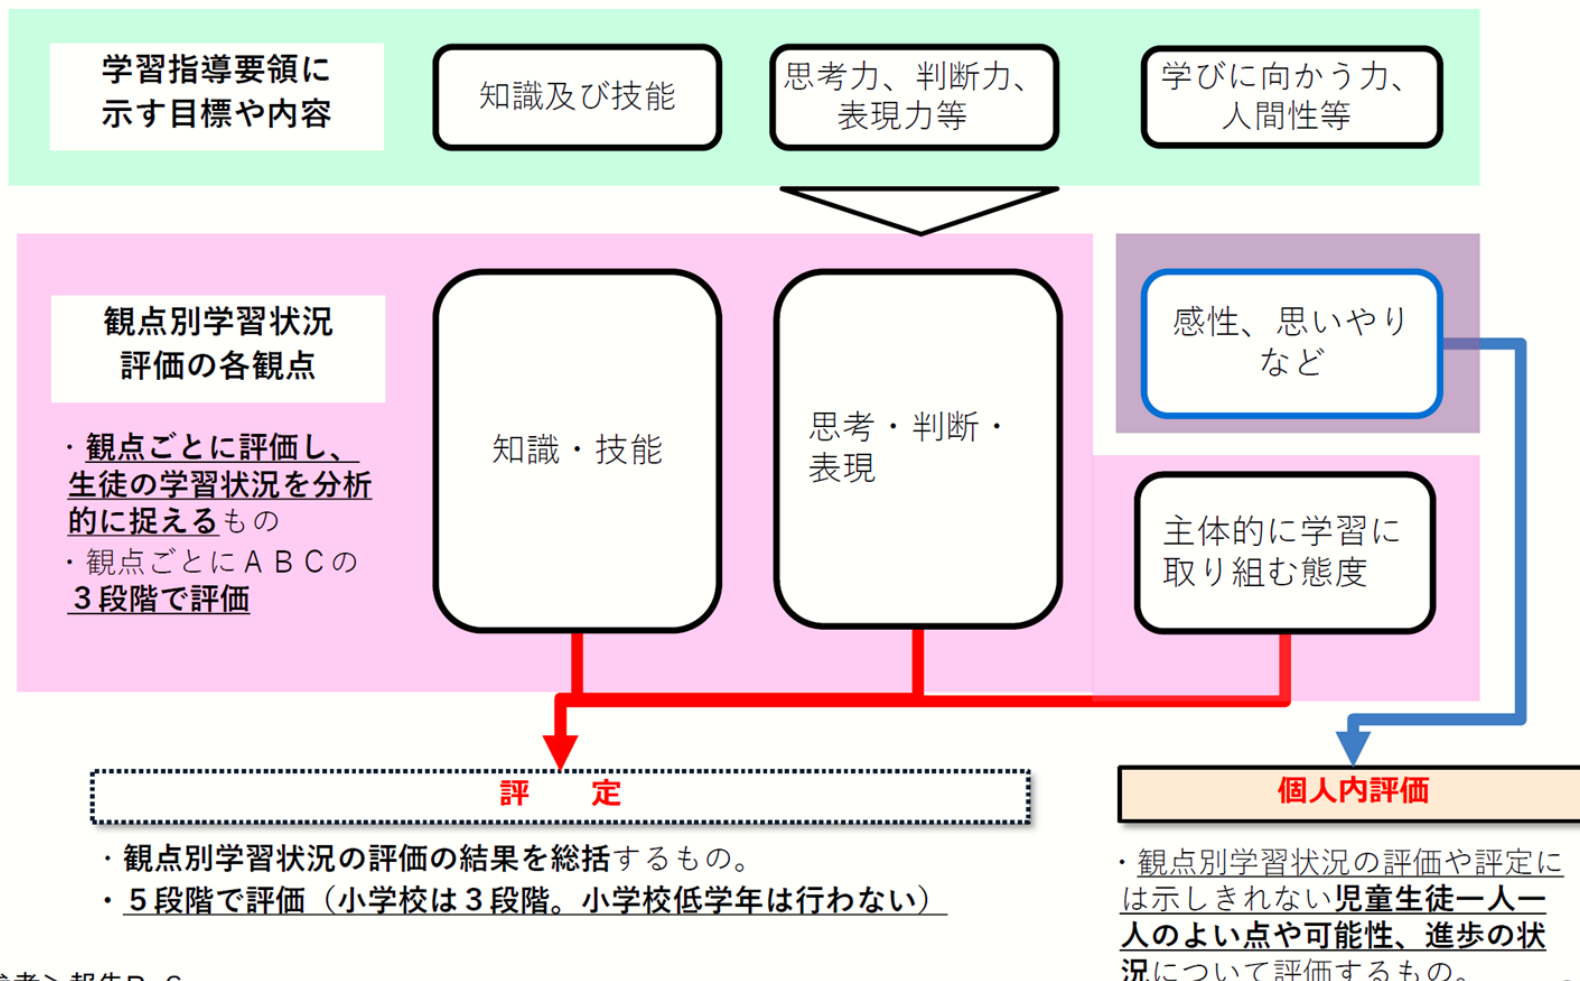 学習指導要領に
示す目標や内容
知識及び技能
思考力、判断力、
表現力等
学びに向かう力、
人間性等
観点別学習状況
評価の各観点
・観点ごとに評価し、
生徒の学習状況を分析
的に捉えるもの
・観点ごとにＡＢＣの
３段階で評価
知識・技能
思考・判断・
表現
感性、思いやり
など
主体的に学習に
取り組む態度
評　定
・観点別学習状況の評価の結果を総括するもの。
・５段階で評価（小学校は３段階。小学校低学年は行わない）
個人内評価
・観点別学習状況の評価や評定に
は示しきれない児童生徒一人一
人のよい点や可能性、進歩の状
況について評価するもの。